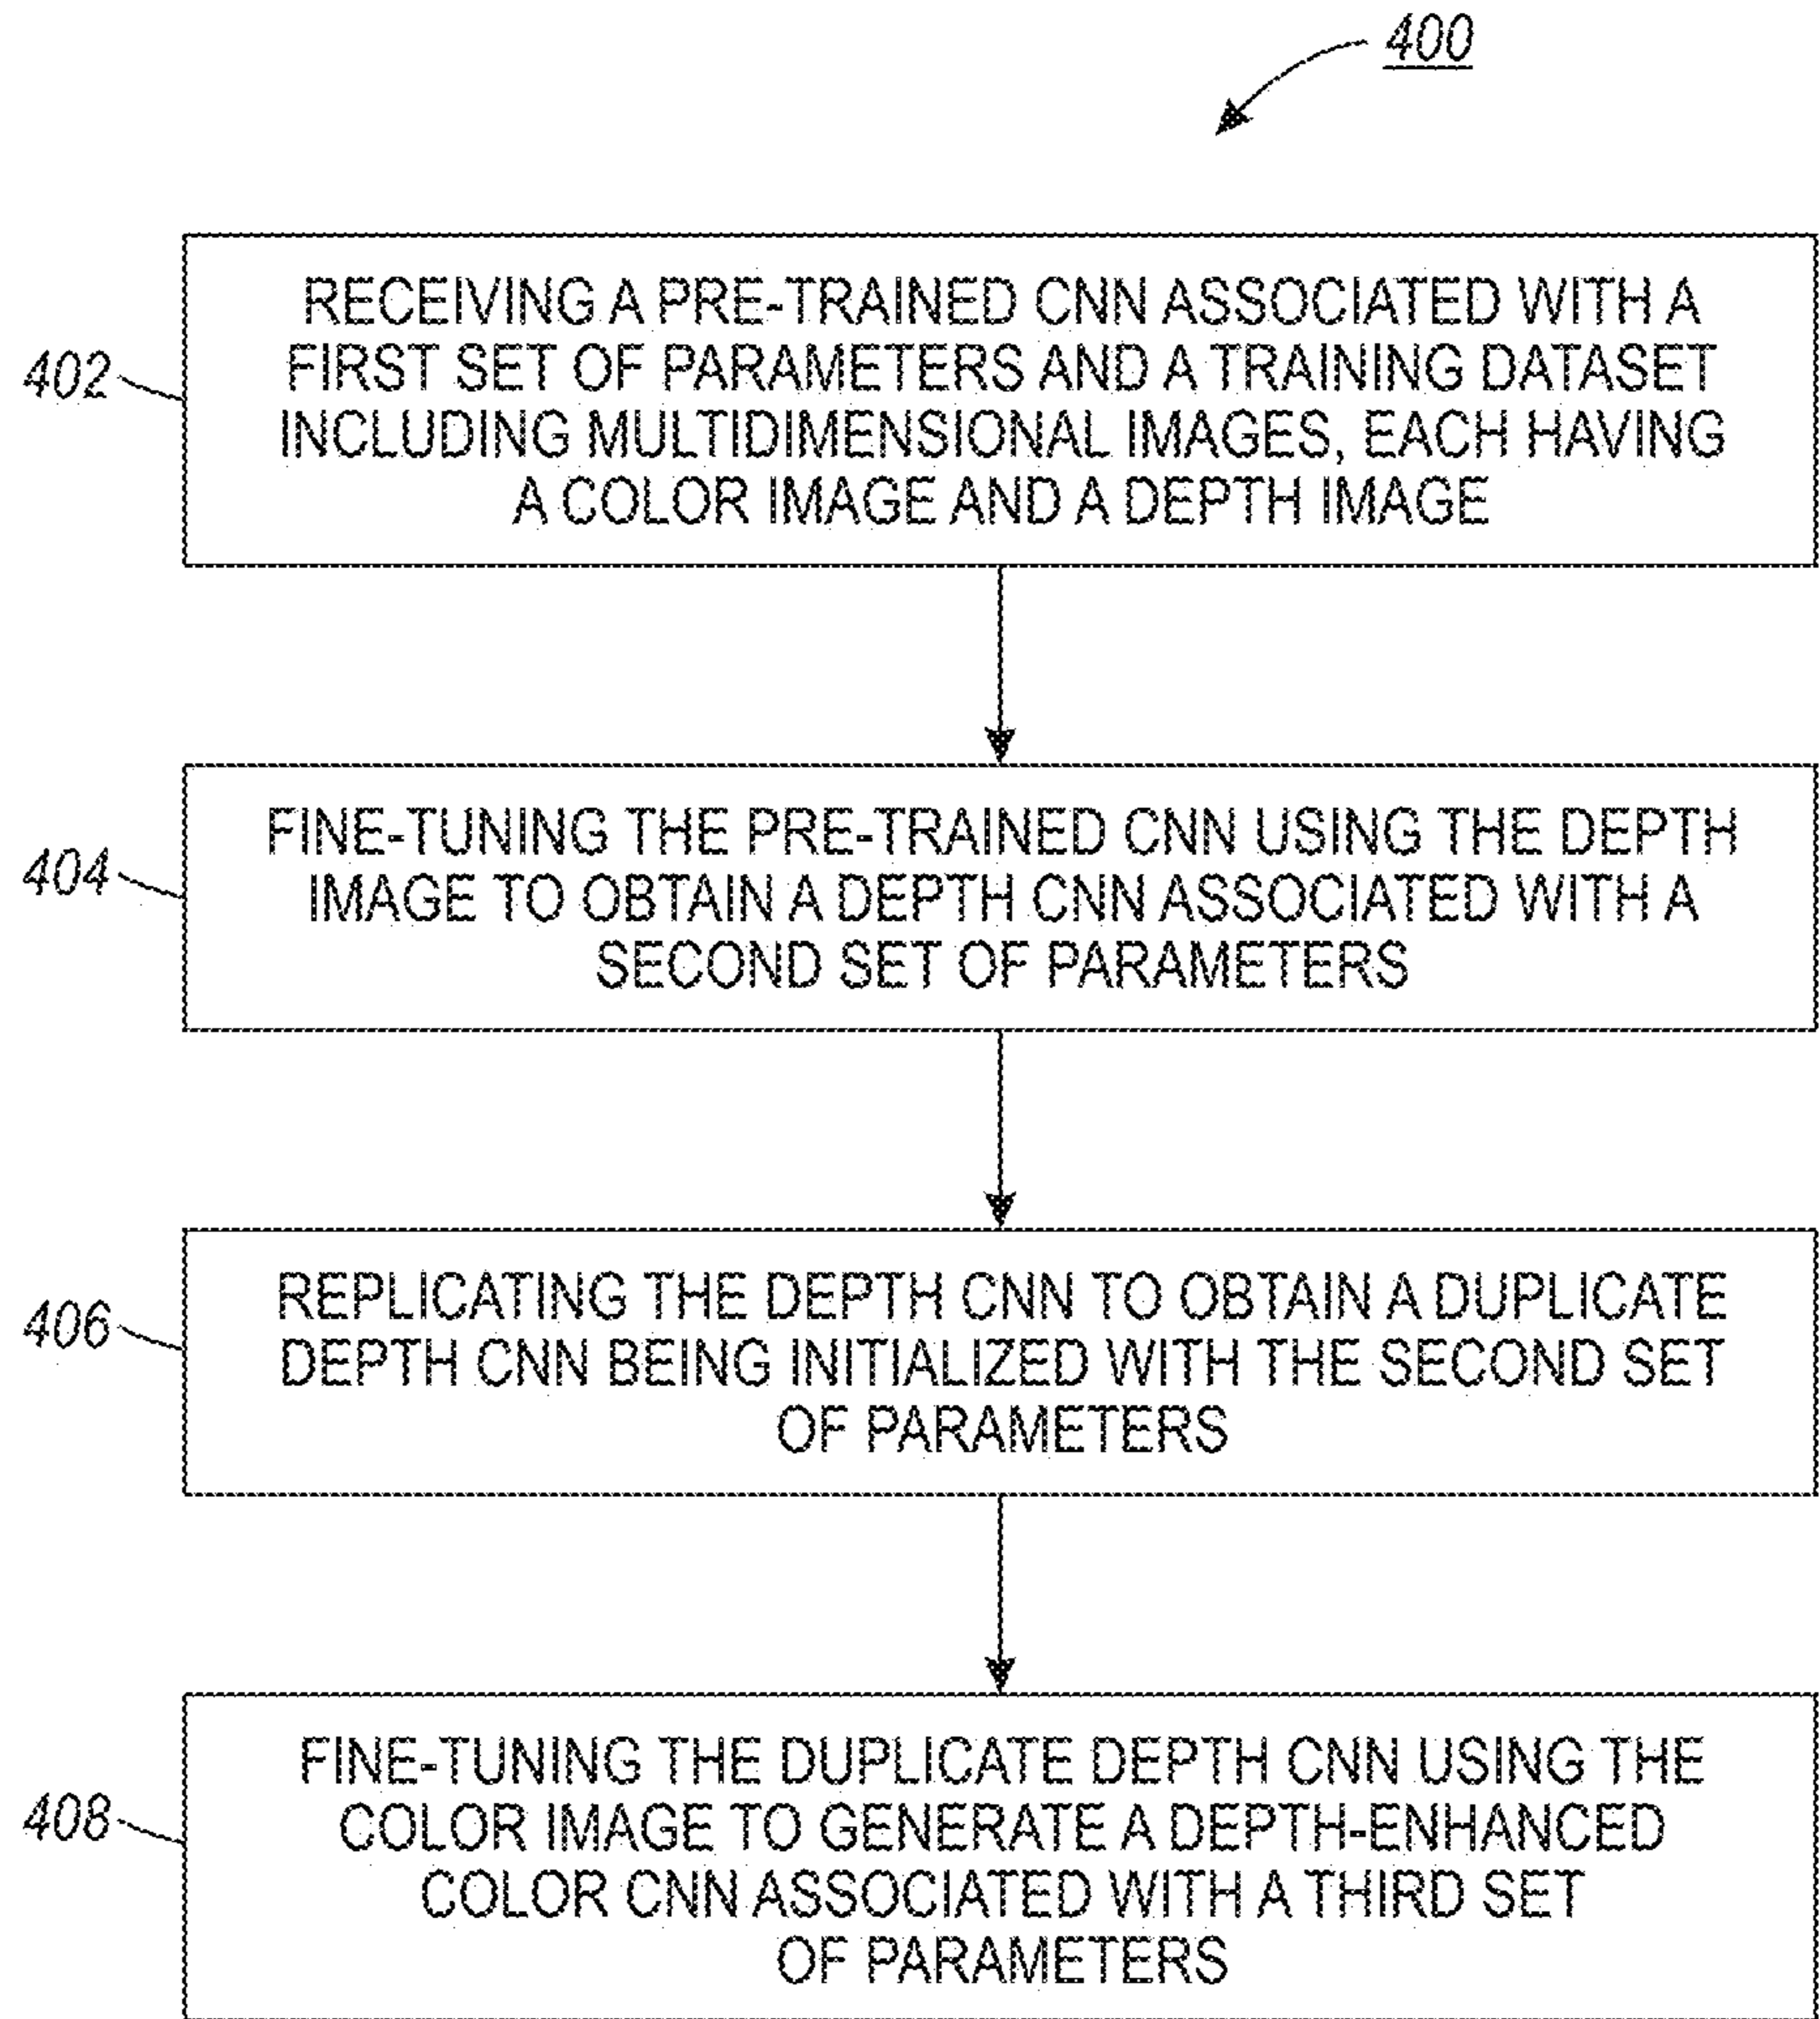 400
402
RECEIVING A PRE-TRAINED CNN ASSOCIATED WITH A
FIRST SET OF PARAMETERS AND A TRAINING DATASET
INCLUDING MULTIDIMENSIONAL IMAGES, EACH HAVING
A COLOR IMAGE AND A DEPTH IMAGE
404
FINE-TUNING THE PRE-TRAINED CNN USING THE DEPTH
IMAGE TO OBTAIN A DEPTH CNN ASSOCIATED WITH A
SECOND SET OF PARAMETERS
406
REPLICATING THE DEPTH CNN TO OBTAIN A DUPLICATE
DEPTH CNN BEING INITIALIZED WITH THE SECOND SET
OF PARAMETERS
408
FINE-TUNING THE DUPLICATE DEPTH CNN USING THE
COLOR IMAGE TO GENERATE A DEPTH-ENHANCED
COLOR CNN ASSOCIATED WITH A THIRD SET
OF PARAMETERS